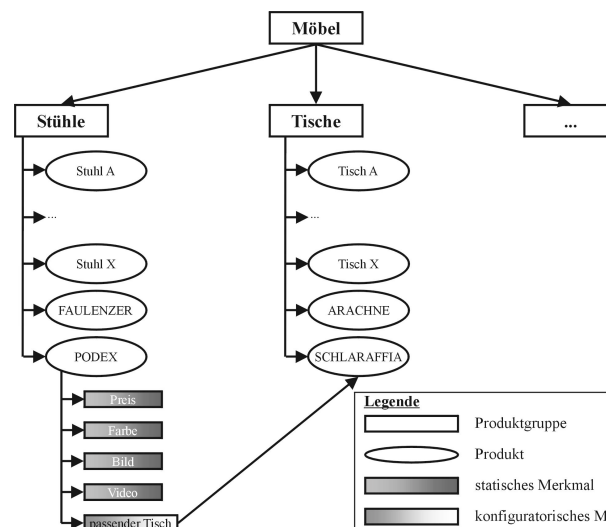 Möbel
Stühle
Tische
...
Stuhl A
Tisch A
...
...
Stuhl X
Tisch X
FAULENZER
ARACHNE
PODEX
SCHLARAFFIA
Preis
Farbe
Bild
Video
passender Tisch
Legende
Produktgruppe
Produkt
statisches Merkmal
konfiguratorisches M